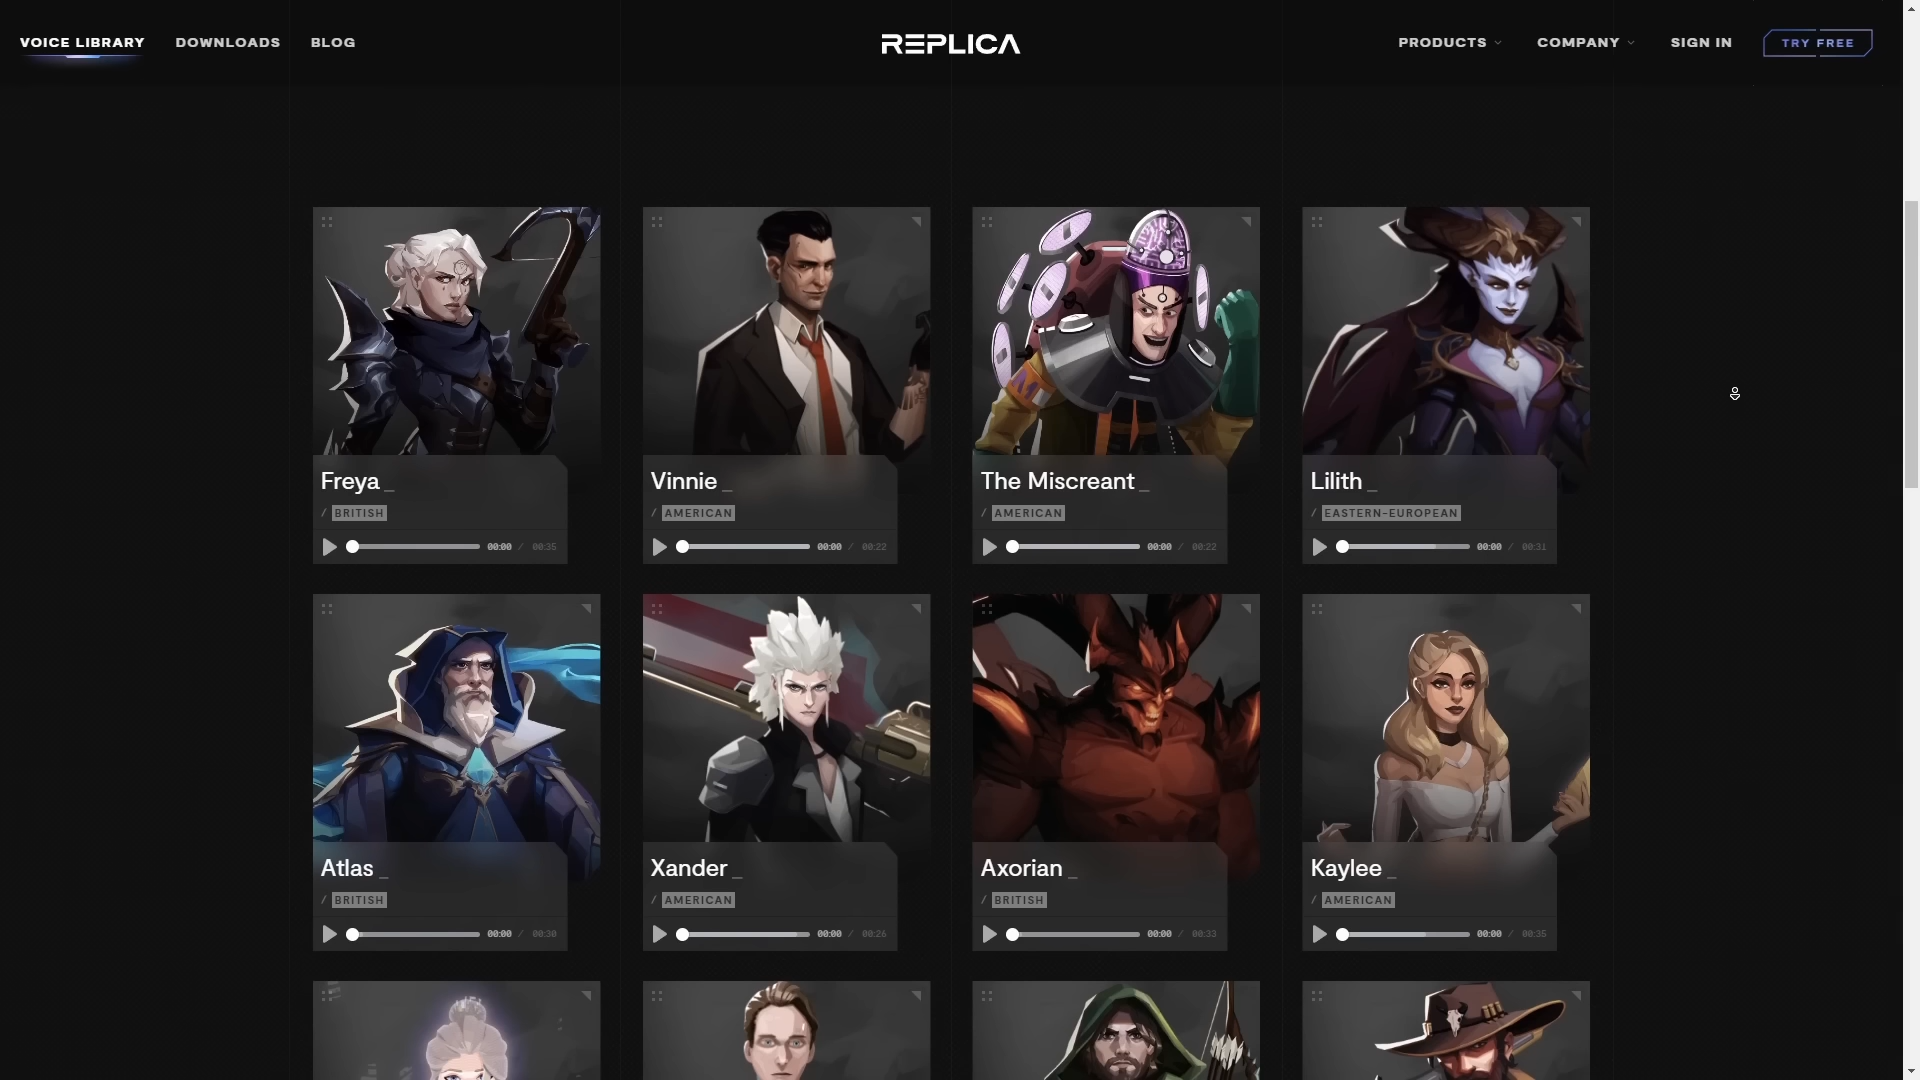 VOICE LIBRARY DOWNLOADS BLOG REPLICA PRODUCTS COMPANY SIGN IN TRY FREE
Freya _ Vinnie _ The Miscreant _ Lilith _
/ BRITISH / AMERICAN / AMERICAN / EASTERN-EUROPEAN
00:00 / 00:35 00:00 / 00:22 00:00 / 00:22 00:00 / 00:31
Atlas _ Xander _ Axorian _ Kaylee _
/ BRITISH / AMERICAN / BRITISH / AMERICAN
00:00 / 00:30 00:00 / 00:26 00:00 / 00:33 00:00 / 00:35